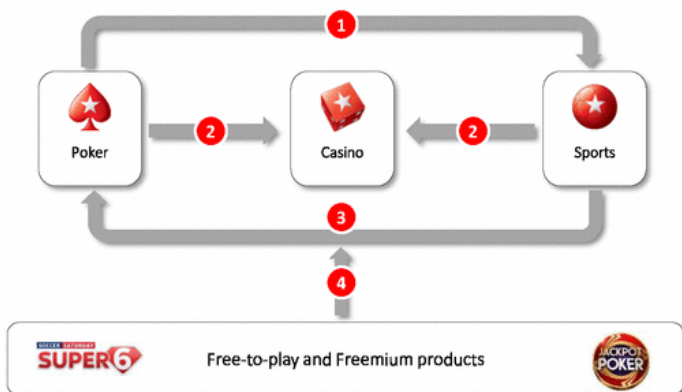 1
Poker
2
Casino
2
Sports
3
4
SOCCER SATURDAY
SUPER 6
Free-to-play and Freemium products
JACKPOT
POKER